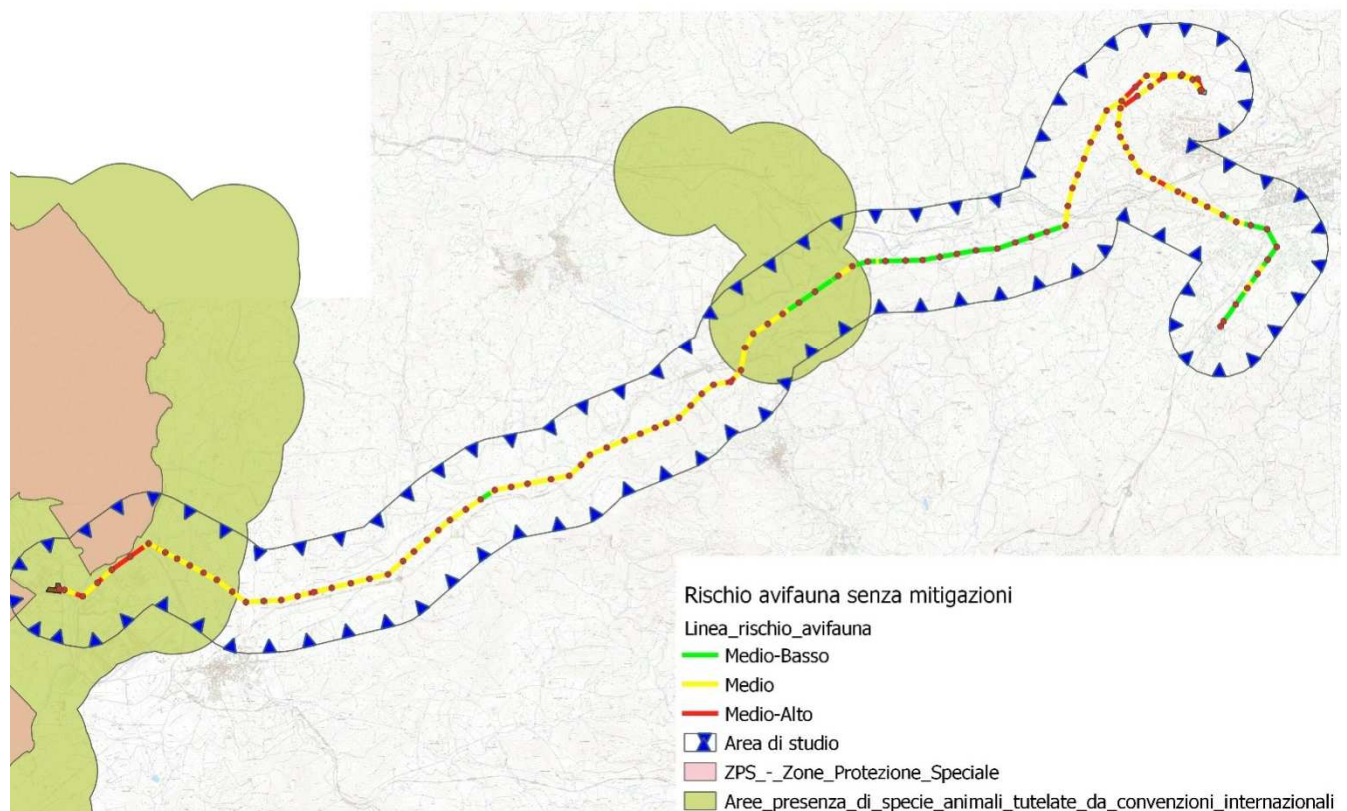 Rischio avifauna senza mitigazioni
Linea_rischio_avifauna
Medio-Basso
Medio
Medio-Alto
Area di studio
ZPS_-_Zone_Protezione_Speciale
Aree_presenza_di_specie_animali_tutelate_da_convenzioni_internazionali